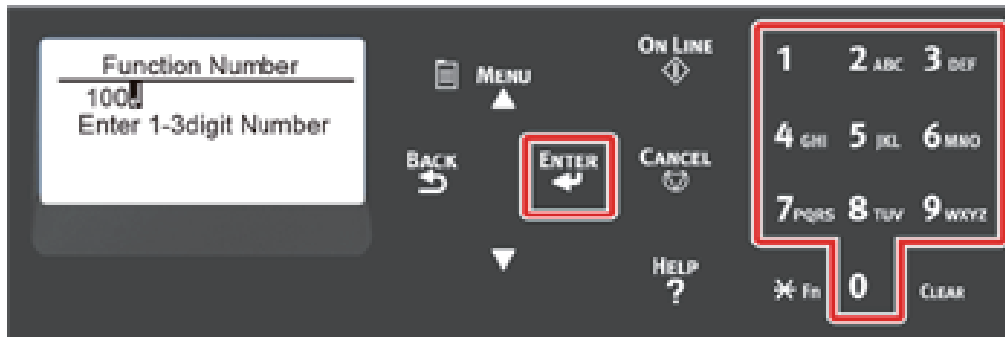 Function Number
100
Enter 1-3digit Number
MENU
BACK
ENTER
ON LINE
CANCEL
HELP
?
1
2 ABC
3 DEF
4 GHI
5 JKL
6 MNO
7 PQRS
8 TUV
9 WXYZ
✱ Fn
0
CLEAR